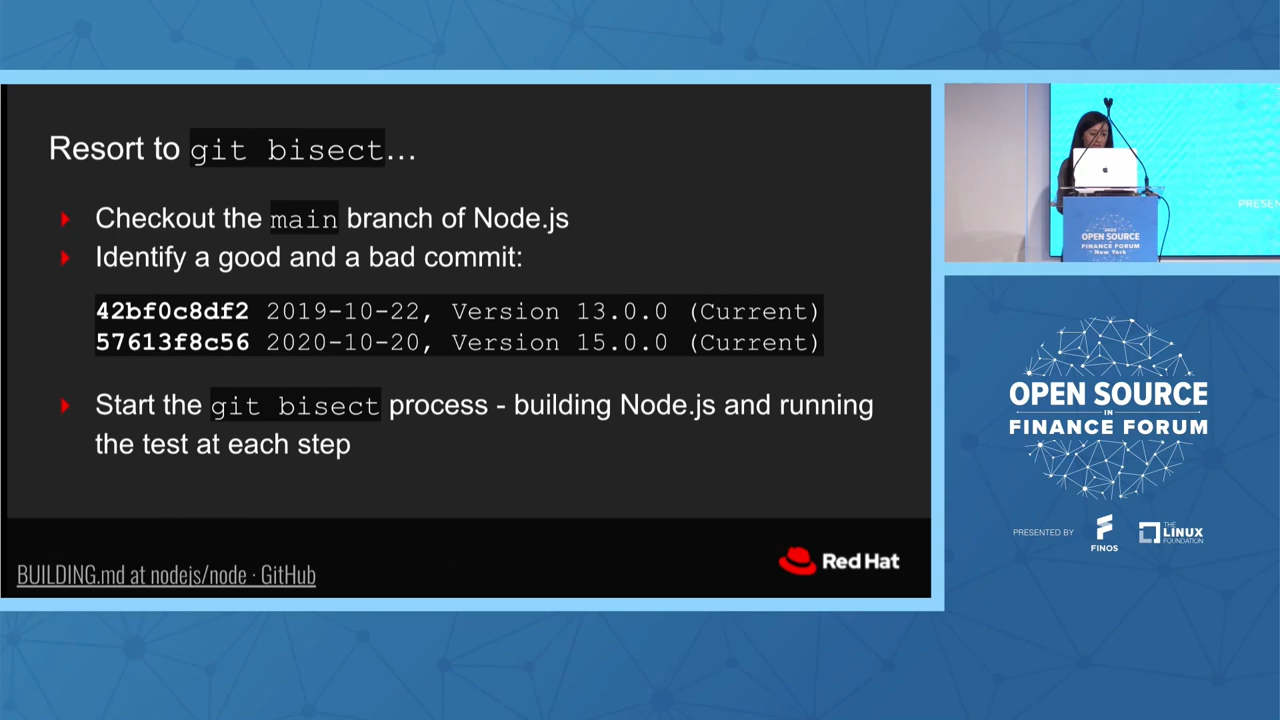 Resort to git bisect…
Checkout the main branch of Node.js
Identify a good and a bad commit:
42bf0c8df2 2019-10-22, Version 13.0.0 (Current)
57613f8c56 2020-10-20, Version 15.0.0 (Current)
Start the git bisect process - building Node.js and running
the test at each step
BUILDING.md at nodejs/node · GitHub
Red Hat
PRESEN
OPEN SOURCE
IN
FINANCE FORUM
New York
OPEN SOURCE
IN
FINANCE FORUM
PRESENTED BY
FINOS
THE
LINUX
FOUNDATION